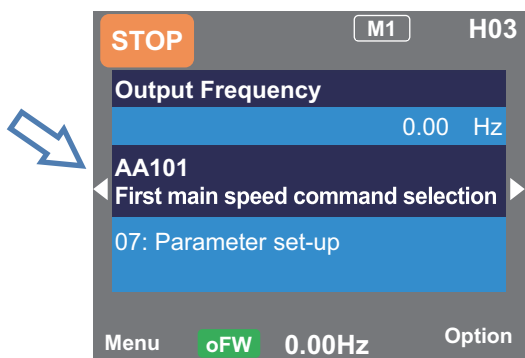 STOP M1 H03
Output Frequency
0.00 Hz
AA101
First main speed command selection
07: Parameter set-up
Menu oFW 0.00Hz Option